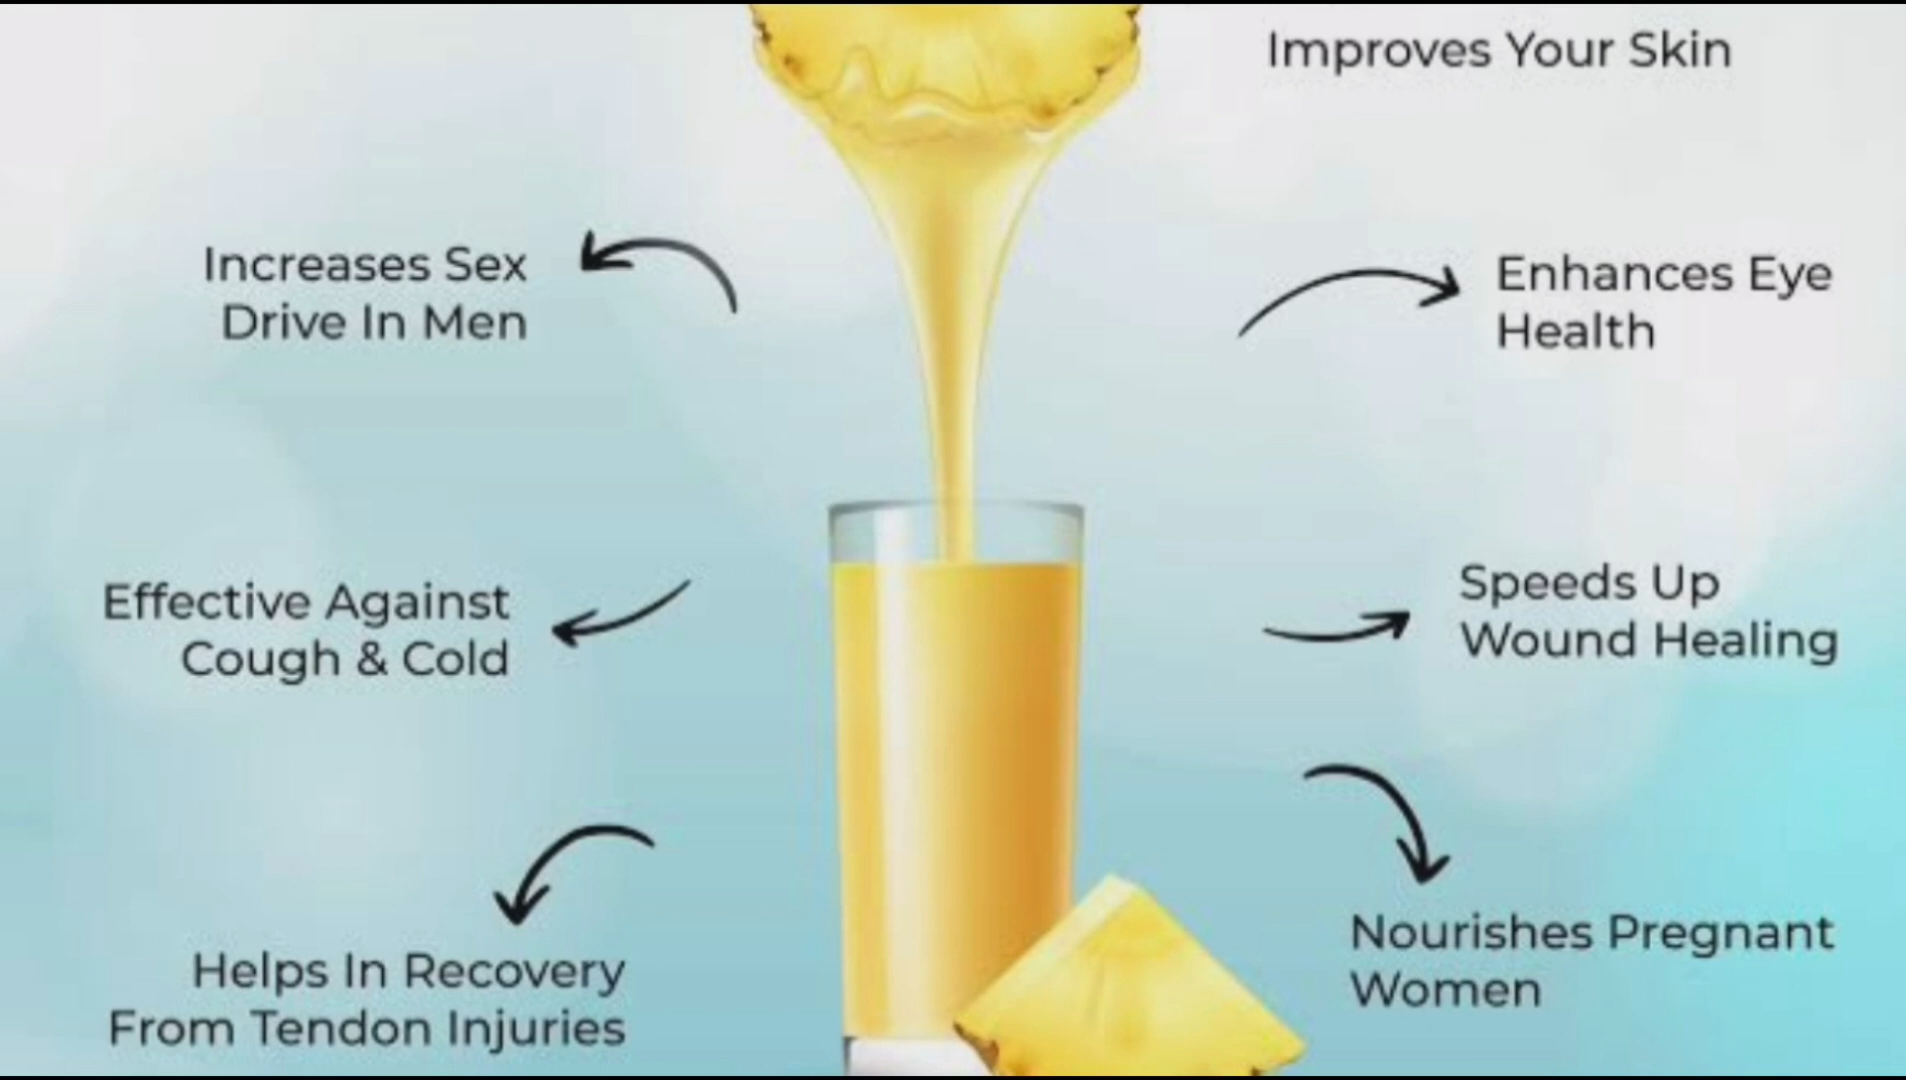 Improves Your Skin
Increases Sex
Drive In Men
Enhances Eye
Health
Effective Against
Cough & Cold
Speeds Up
Wound Healing
Helps In Recovery
From Tendon Injuries
Nourishes Pregnant
Women